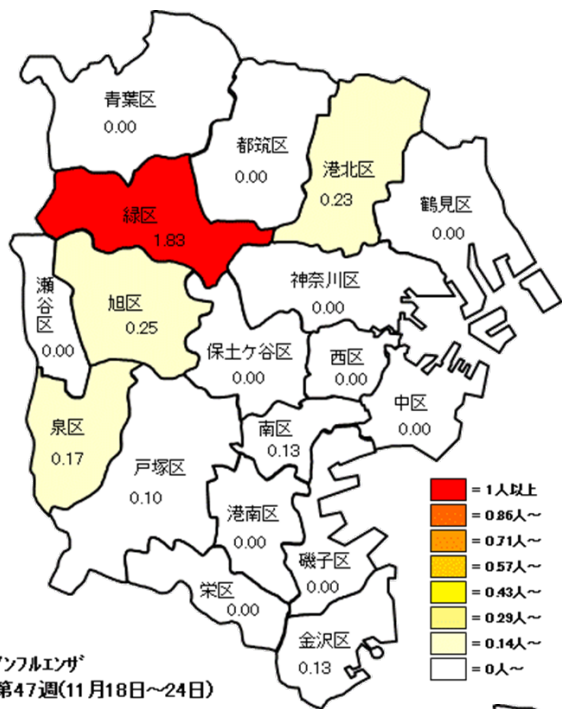 青葉区
0.00
都筑区
0.00
港北区
0.23
鶴見区
0.00
緑区
1.83
神奈川区
0.00
瀬谷区
0.00
旭区
0.25
保土ケ谷区
0.00
西区
0.00
中区
0.00
泉区
0.17
戸塚区
0.10
南区
0.13
港南区
0.00
磯子区
0.00
栄区
0.00
金沢区
0.13
= 1人以上
= 0.86人～
= 0.71人～
= 0.57人～
= 0.43人～
= 0.29人～
= 0.14人～
= 0人～
ンフルエンザ
第47週(11月18日～24日)